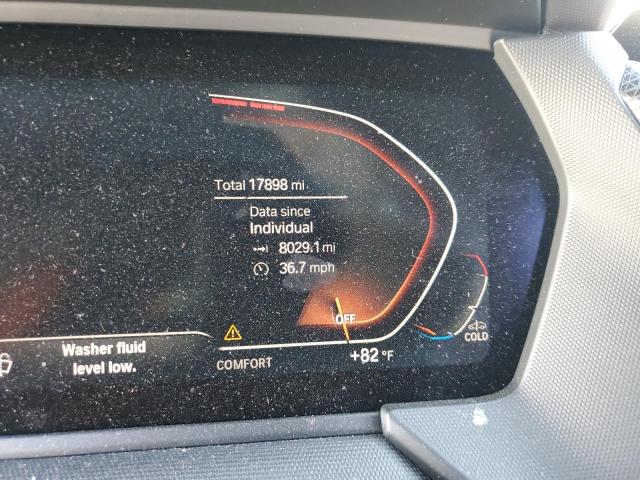 Total 17898 mi
Data since
Individual
8029.1 mi
36.7 mph
OFF
COLD
Washer fluid
level low.
COMFORT
+82 °F